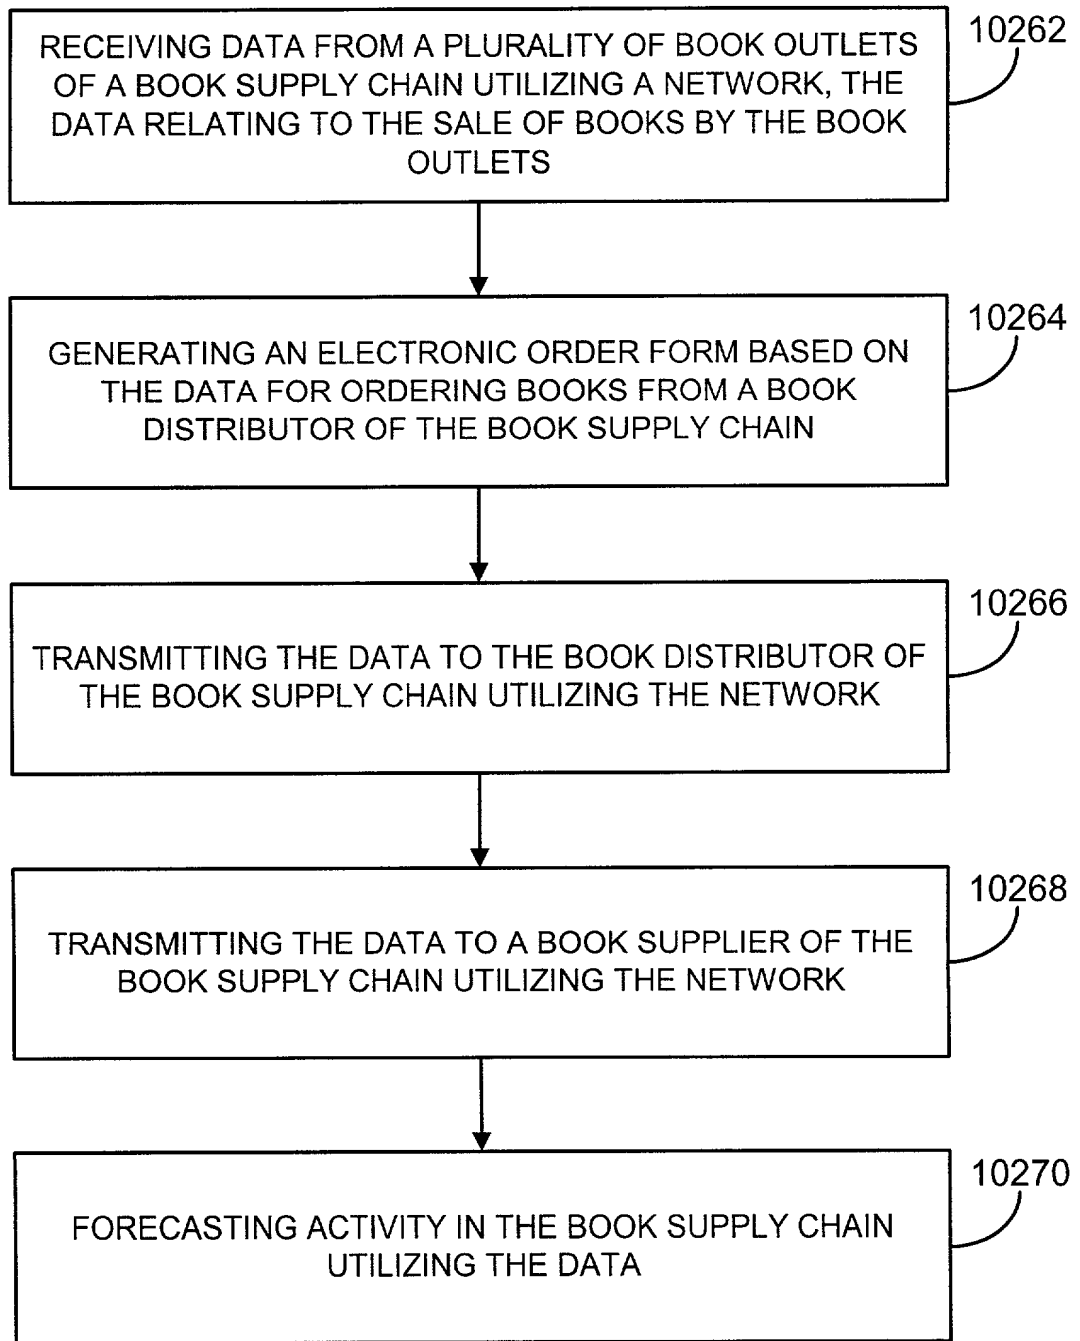 10262
RECEIVING DATA FROM A PLURALITY OF BOOK OUTLETS
OF A BOOK SUPPLY CHAIN UTILIZING A NETWORK, THE
DATA RELATING TO THE SALE OF BOOKS BY THE BOOK
OUTLETS
10264
GENERATING AN ELECTRONIC ORDER FORM BASED ON
THE DATA FOR ORDERING BOOKS FROM A BOOK
DISTRIBUTOR OF THE BOOK SUPPLY CHAIN
10266
TRANSMITTING THE DATA TO THE BOOK DISTRIBUTOR OF
THE BOOK SUPPLY CHAIN UTILIZING THE NETWORK
10268
TRANSMITTING THE DATA TO A BOOK SUPPLIER OF THE
BOOK SUPPLY CHAIN UTILIZING THE NETWORK
10270
FORECASTING ACTIVITY IN THE BOOK SUPPLY CHAIN
UTILIZING THE DATA